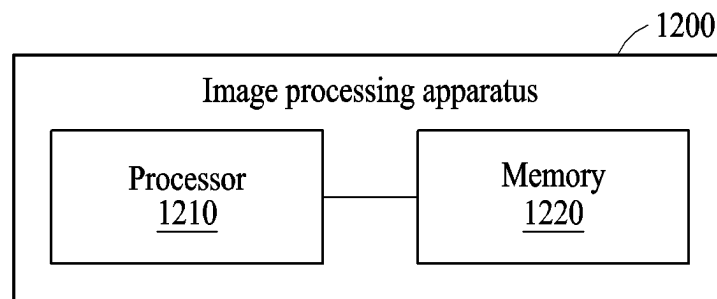 1200
Image processing apparatus
Processor
1210
Memory
1220